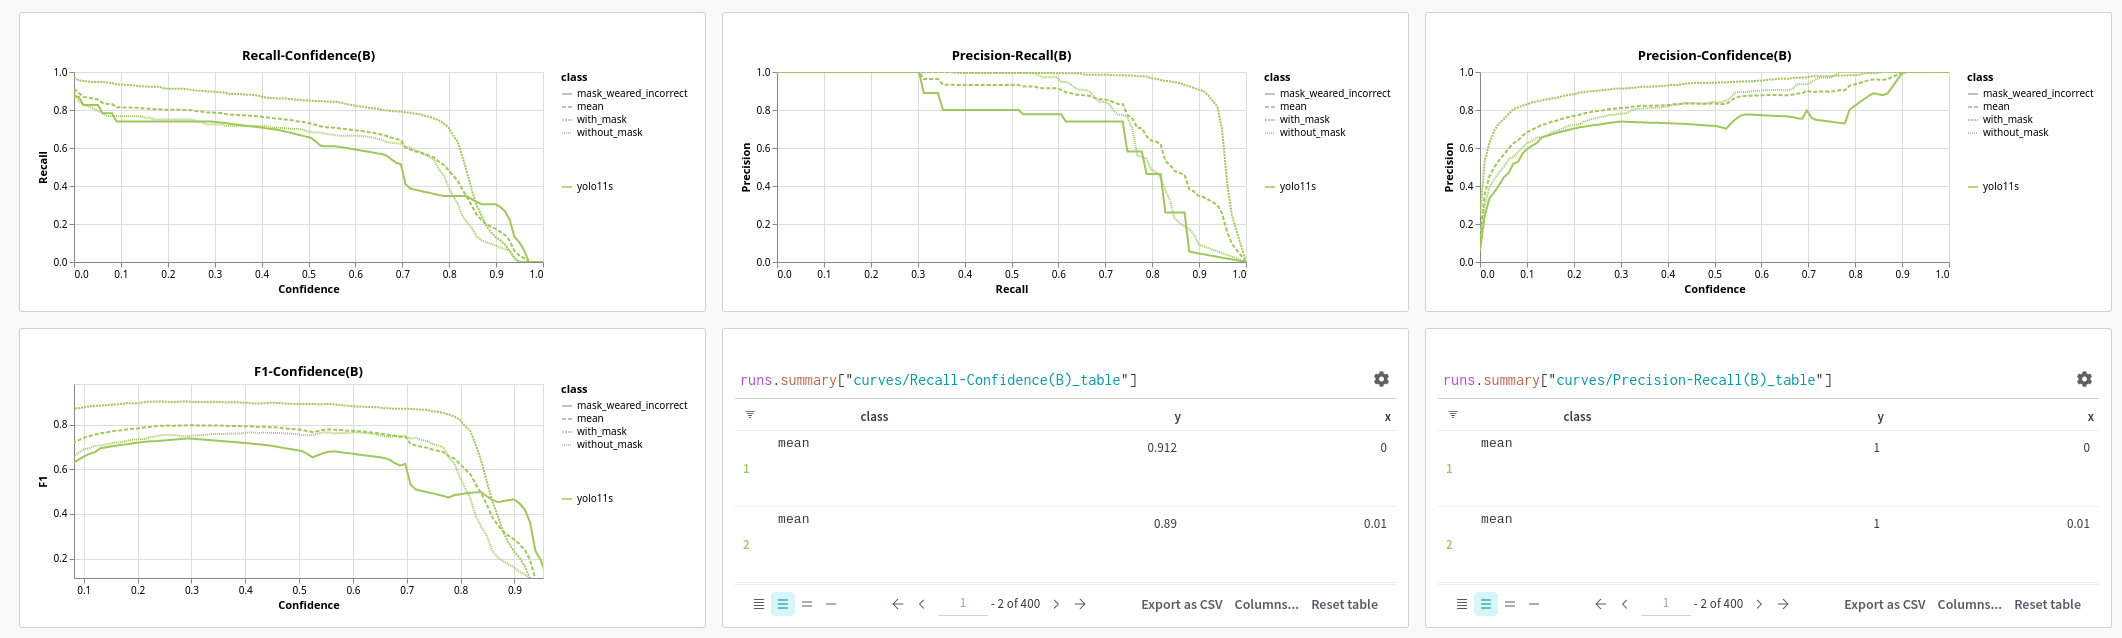 Recall-Confidence(B)
1.0
0.8
0.6
0.4
0.2
0.0
Recall
0.0 0.1 0.2 0.3 0.4 0.5 0.6 0.7 0.8 0.9 1.0
Confidence
class
mask_weared_incorrect
mean
with_mask
without_mask
yolo11s
Precision-Recall(B)
1.0
0.8
0.6
0.4
0.2
0.0
Precision
0.0 0.1 0.2 0.3 0.4 0.5 0.6 0.7 0.8 0.9 1.0
Recall
class
mask_weared_incorrect
mean
with_mask
without_mask
yolo11s
Precision-Confidence(B)
1.0
0.8
0.6
0.4
0.2
0.0
Precision
0.0 0.1 0.2 0.3 0.4 0.5 0.6 0.7 0.8 0.9 1.0
Confidence
class
mask_weared_incorrect
mean
with_mask
without_mask
yolo11s
F1-Confidence(B)
0.8
0.6
0.4
0.2
F1
0.1 0.2 0.3 0.4 0.5 0.6 0.7 0.8 0.9
Confidence
class
mask_weared_incorrect
mean
with_mask
without_mask
yolo11s
runs.summary["curves/Recall-Confidence(B)_table"]
class y x
mean 0.912 0
1
mean 0.89 0.01
2
1 - 2 of 400 Export as CSV Columns... Reset table
runs.summary["curves/Precision-Recall(B)_table"]
class y x
mean 1 0
1
mean 1 0.01
2
1 - 2 of 400 Export as CSV Columns... Reset table